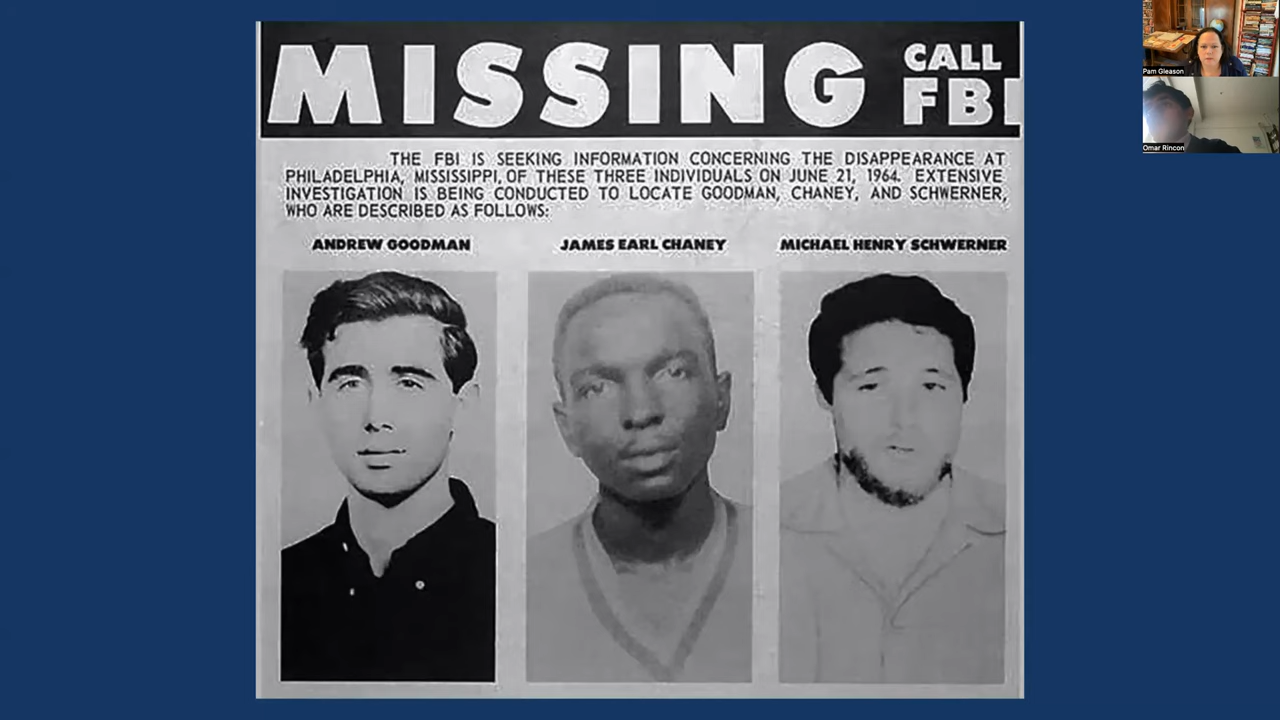 MISSING
CALL
FBI
THE FBI IS SEEKING INFORMATION CONCERNING THE DISAPPEARANCE AT
PHILADELPHIA, MISSISSIPPI, OF THESE THREE INDIVIDUALS ON JUNE 21, 1964. EXTENSIVE
INVESTIGATION IS BEING CONDUCTED TO LOCATE GOODMAN, CHANEY, AND SCHWERNER,
WHO ARE DESCRIBED AS FOLLOWS:
ANDREW GOODMAN
JAMES EARL CHANEY
MICHAEL HENRY SCHWERNER
Pam Gleason
Omar Rincon